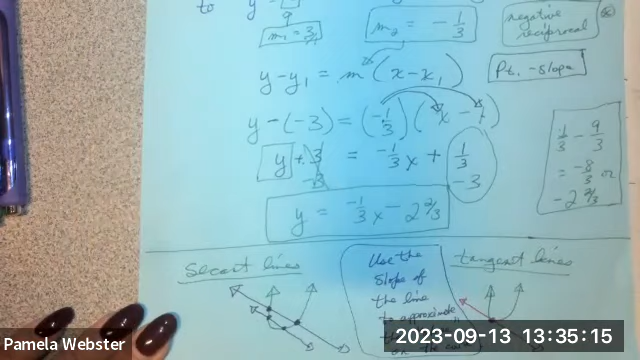 to y =
9
m₁ = 3/1
m₂ = - 1/3
negative
reciprocal
y - y₁ = m (x - x₁)
Pt. - slope
y - (-3) = (-1/3)(x - 1)
y + 3 = -1/3 x + 1/3
-3 -3
y = -1/3 x - 2 2/3
1/3 - 9/3
= -8/3 or
- 2 2/3
secant lines
Use the
slope of
the line
to approximate
tangent lines
Pamela Webster
2023-09-13 13:35:15